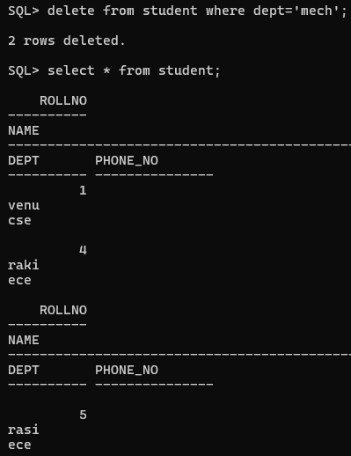 SQL> delete from student where dept='mech';
2 rows deleted.
SQL> select * from student;
ROLLNO
----------
NAME
--------------------------------------------
DEPT PHONE_NO
---------- ---------------
1
venu
cse
4
raki
ece
ROLLNO
----------
NAME
--------------------------------------------
DEPT PHONE_NO
---------- ---------------
5
rasi
ece